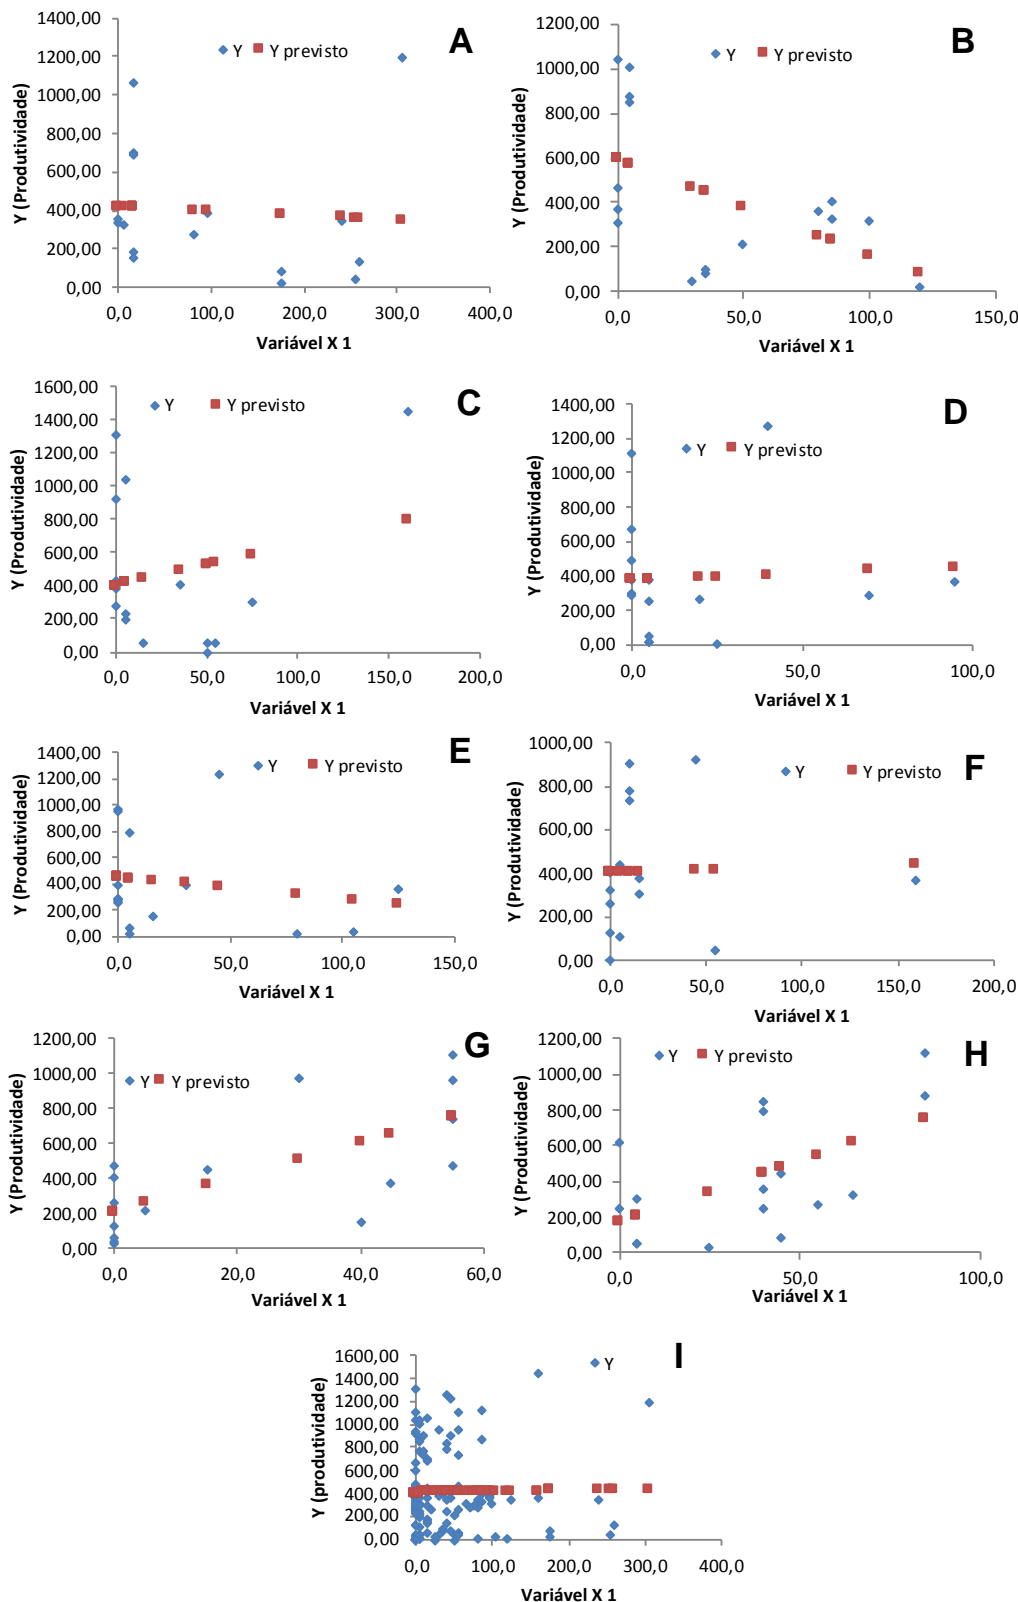 A
Y Y previsto
Y (Produtividade)
1400,00
1200,00
1000,00
800,00
600,00
400,00
200,00
0,00
0,0 100,0 200,0 300,0 400,0
Variável X 1
B
Y Y previsto
Y (Produtividade)
1200,00
1000,00
800,00
600,00
400,00
200,00
0,00
0,0 50,0 100,0 150,0
Variável X 1
C
Y Y previsto
Y (Produtividade)
1600,00
1400,00
1200,00
1000,00
800,00
600,00
400,00
200,00
0,00
0,0 50,0 100,0 150,0 200,0
Variável X 1
D
Y Y previsto
Y (Produtividade)
1400,00
1200,00
1000,00
800,00
600,00
400,00
200,00
0,00
0,0 50,0 100,0
Variável X 1
E
Y Y previsto
Y (Produtividade)
1400,00
1200,00
1000,00
800,00
600,00
400,00
200,00
0,00
0,0 50,0 100,0 150,0
Variável X 1
F
Y Y previsto
Y (Produtividade)
1000,00
800,00
600,00
400,00
200,00
0,00
0,0 50,0 100,0 150,0 200,0
Variável X 1
G
Y Y previsto
Y (Produtividade)
1200,00
1000,00
800,00
600,00
400,00
200,00
0,00
0,0 20,0 40,0 60,0
Variável X 1
H
Y Y previsto
Y (Produtividade)
1200,00
1000,00
800,00
600,00
400,00
200,00
0,00
0,0 50,0 100,0
Variável X 1
I
Y
Y (produtividade)
1600,00
1400,00
1200,00
1000,00
800,00
600,00
400,00
200,00
0,00
0,0 100,0 200,0 300,0 400,0
Variável X 1